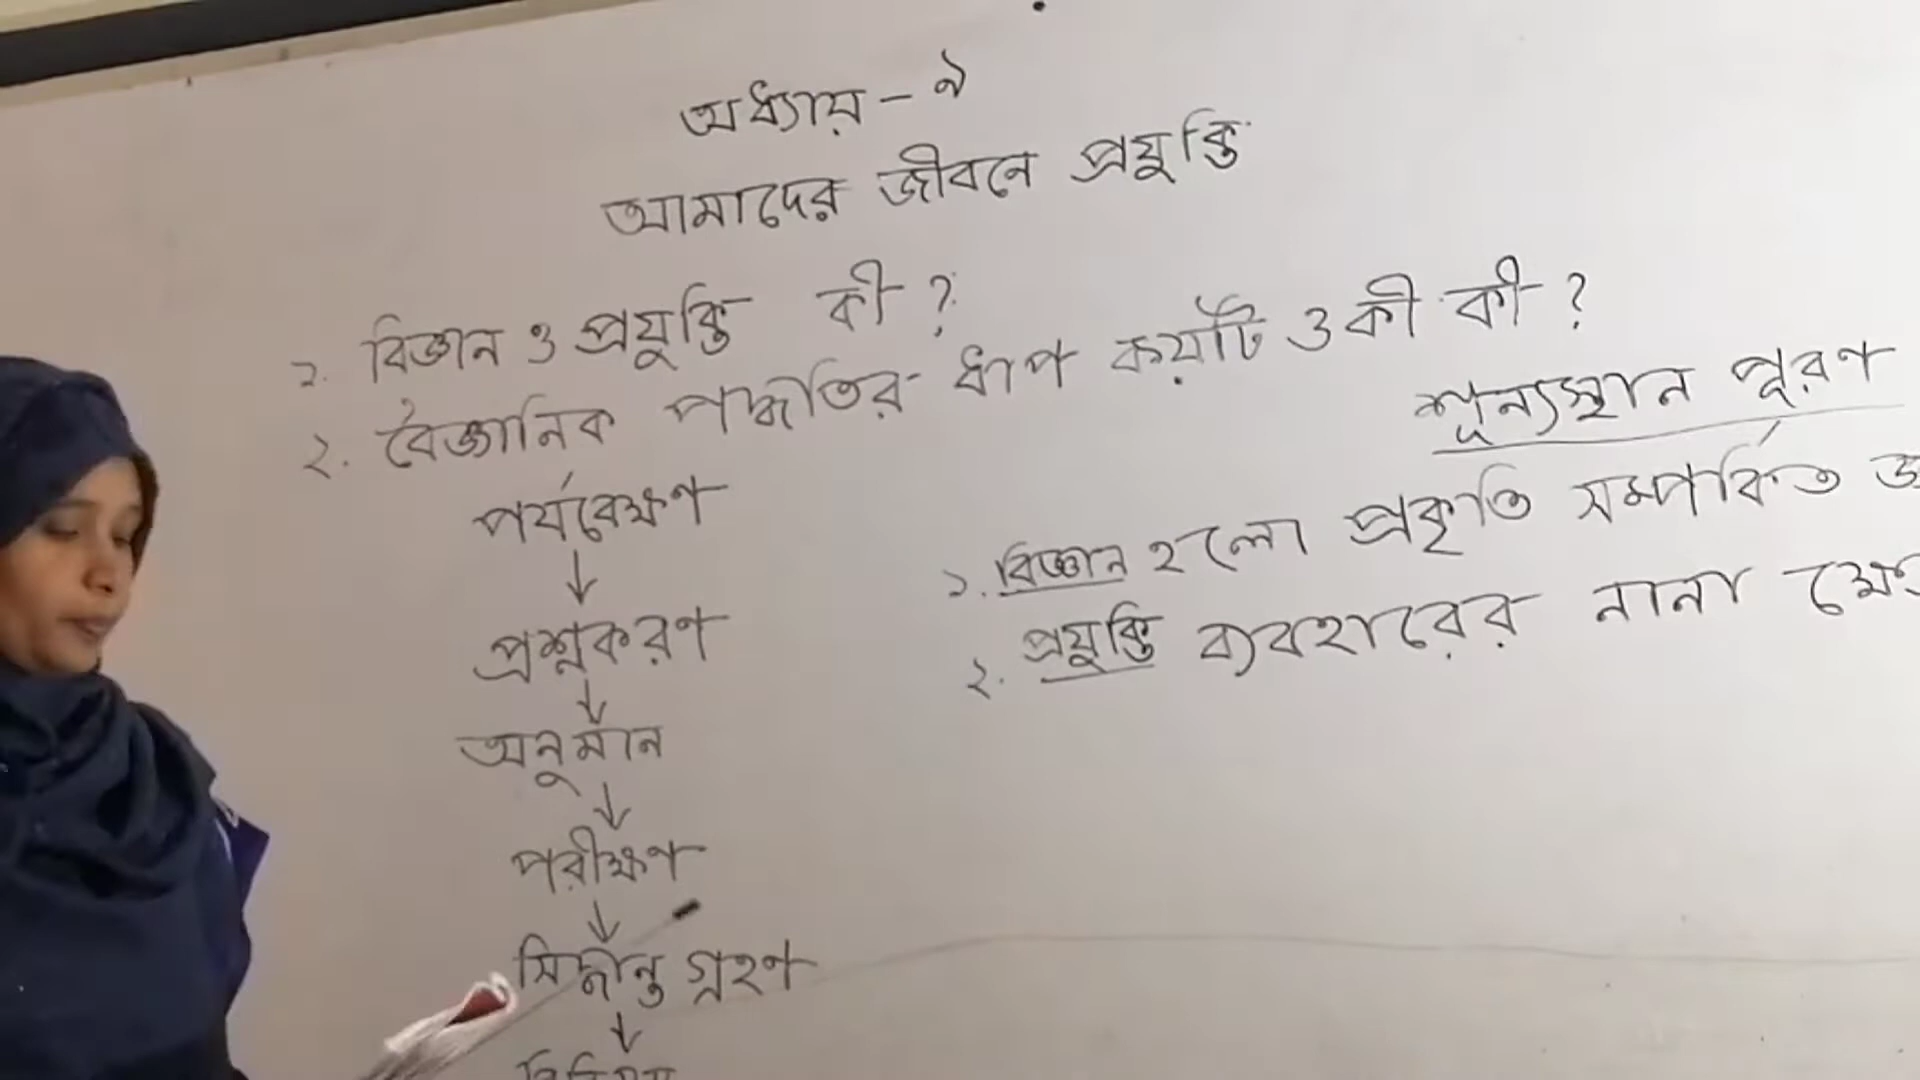 অধ্যায় - ৯
আমাদের জীবনে প্রযুক্তি
১. বিজ্ঞান ও প্রযুক্তি কী ?
২. বৈজ্ঞানিক পদ্ধতির ধাপ কয়টি ও কী কী ?
পর্যবেক্ষণ
↓
প্রশ্নকরণ
↓
অনুমান
↓
পরীক্ষণ
↓
সিদ্ধান্ত গ্রহণ
↓
শূন্যস্থান পূরণ
১. বিজ্ঞান হলো প্রকৃতি সম্পর্কিত
২. প্রযুক্তি ব্যবহারের নানা